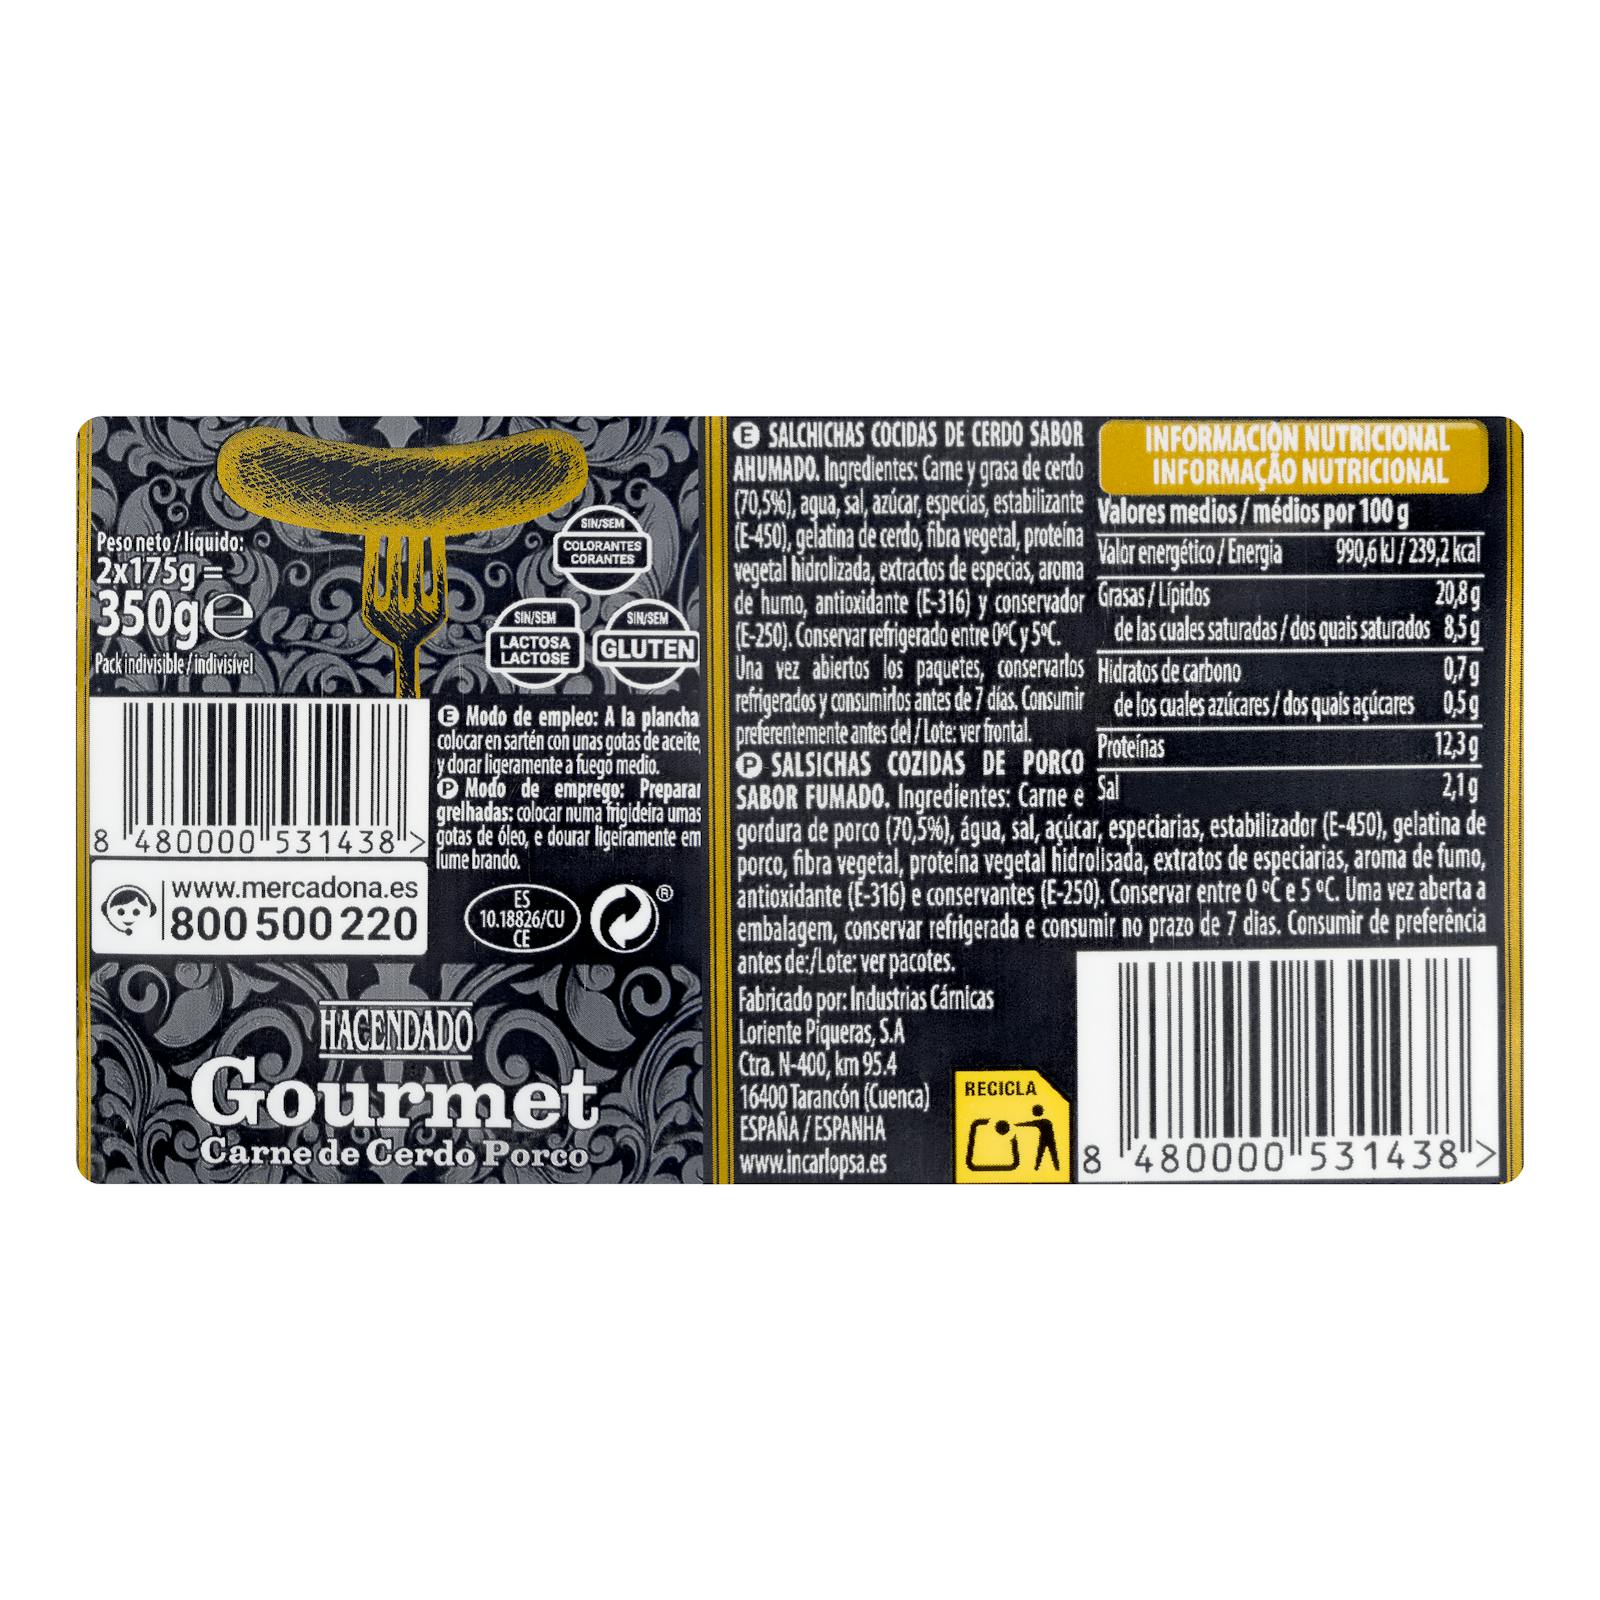 Peso neto / líquido:
2x175g =
350g e
Pack indivisible / indivisível
SIN/SEM
COLORANTES
CORANTES
SIN/SEM
LACTOSA
LACTOSE
SIN/SEM
GLUTEN
8 480000 531438 >
www.mercadona.es
800 500 220
E Modo de empleo: A la plancha
colocar en sartén con unas gotas de aceite,
y dorar ligeramente a fuego medio.
P Modo de emprego: Preparar
grelhadas: colocar numa frigideira umas
gotas de óleo, e dourar ligeiramente em
lume brando.
ES
10.18826/CU
CE
®
HACENDADO
Gourmet
Carne de Cerdo Porco
E SALCHICHAS COCIDAS DE CERDO SABOR
AHUMADO. Ingredientes: Carne y grasa de cerdo
(70,5%), agua, sal, azúcar, especias, estabilizante
(E-450), gelatina de cerdo, fibra vegetal, proteína
vegetal hidrolizada, extractos de especias, aroma
de humo, antioxidante (E-316) y conservador
(E-250). Conservar refrigerado entre 0ºC y 5ºC.
Una vez abiertos los paquetes, conservarlos
refrigerados y consumirlos antes de 7 días. Consumir
preferentemente antes del / Lote: ver frontal.
P SALSICHAS COZIDAS DE PORCO
SABOR FUMADO. Ingredientes: Carne e
gordura de porco (70,5%), água, sal, açúcar, especiarias, estabilizador (E-450), gelatina de
porco, fibra vegetal, proteína vegetal hidrolisada, extratos de especiarias, aroma de fumo,
antioxidante (E-316) e conservantes (E-250). Conservar entre 0 ºC e 5 ºC. Uma vez aberta a
embalagem, conservar refrigerada e consumir no prazo de 7 dias. Consumir de preferência
antes de:/Lote: ver pacotes.
Fabricado por: Industrias Cárnicas
Loriente Piqueras, S.A
Ctra. N-400, km 95.4
16400 Tarancón (Cuenca)
ESPAÑA / ESPANHA
www.incarlopsa.es
INFORMACIÓN NUTRICIONAL
INFORMAÇÃO NUTRICIONAL
Valores medios / médios por 100 g
Valor energético / Energia 990,6 kJ / 239,2 kcal
Grasas / Lípidos 20,8 g
de las cuales saturadas / dos quais saturados 8,5 g
Hidratos de carbono 0,7 g
de los cuales azúcares / dos quais açúcares 0,5 g
Proteínas 12,3 g
Sal 2,1 g
RECICLA
8 480000 531438 >